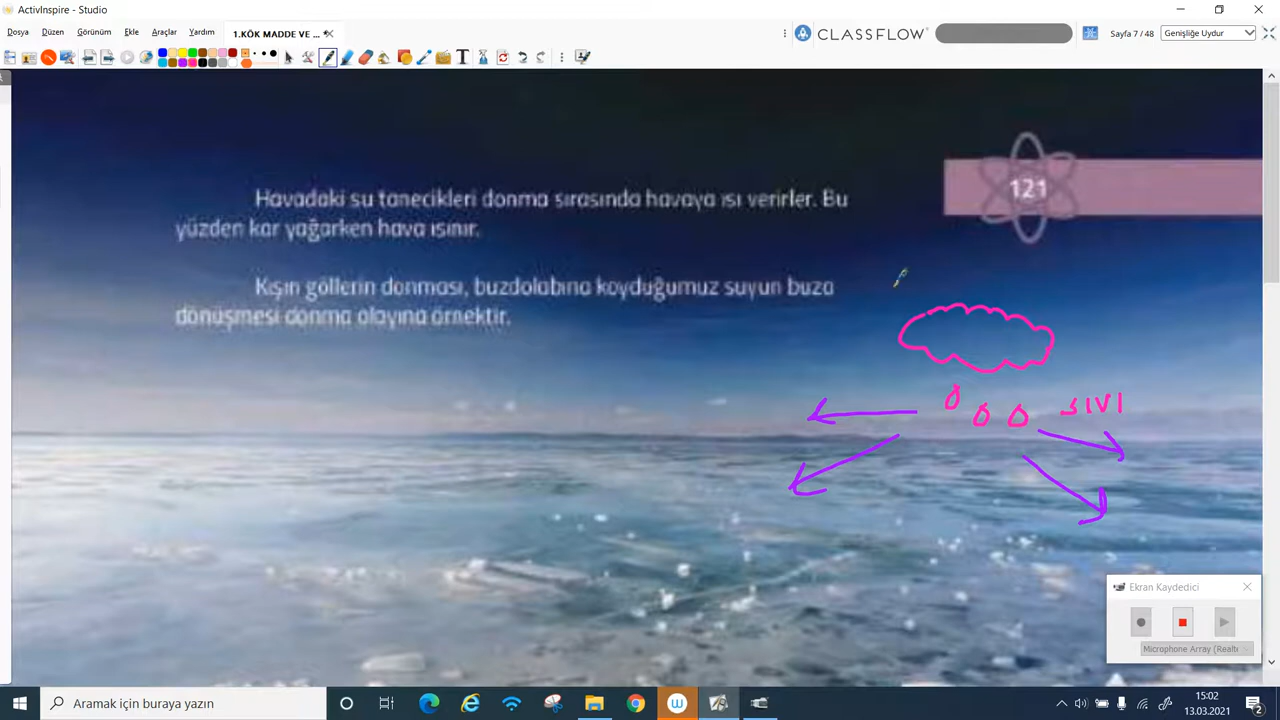 ActivInspire - Studio
Dosya Düzen Görünüm Ekle Araçlar Yardım
1.KÖK MADDE VE ...
CLASSFLOW
Sayfa 7 / 48
Genişliğe Uydur
T
121
Havadaki su tanecikleri donma sırasında havaya ısı verirler. Bu
yüzden kar yağarken hava ısınır.
Kışın göllerin donması, buzdolabına koyduğumuz suyun buza
dönüşmesi donma olayına örnektir.
SIVI
Ekran Kaydedici
Microphone Array (Realte
Aramak için buraya yazın
15:02
13.03.2021
2